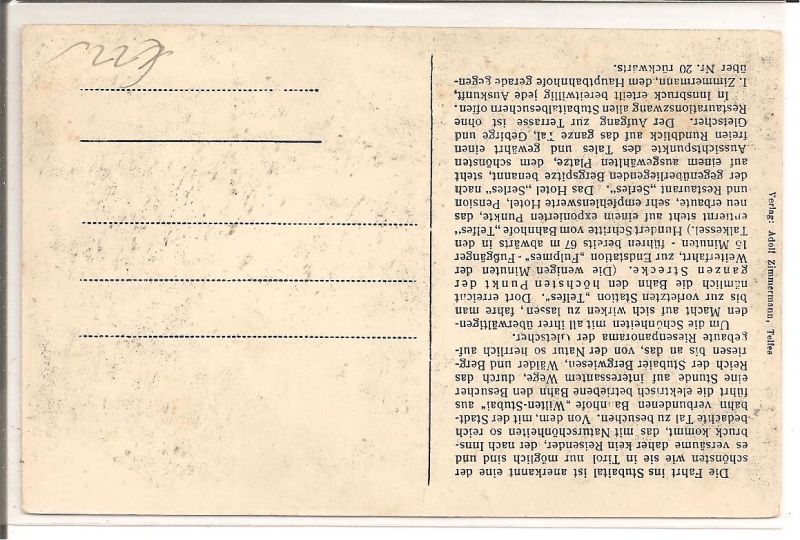 Die Fahrt ins Stubaital ist anerkannt eine der
schönsten wie sie in Tirol nur möglich sind und
es versäume daher kein Reisender, der nach Inns-
bruck kommt, das mit Naturschönheiten so reich
bedachte Tal zu besuchen. Von dem, mit der Stadt-
bahn verbundenen Ba nhofe „Wilten-Stubai" aus
führt die elektrisch betriebene Bahn den Besucher
eine Stunde auf interessantem Wege, durch das
Reich der Stubaier Bergwiesen, Wälder und Berg-
riesen bis an das, von der Natur so herrlich auf-
gebaute Riesenpanorama der Gletscher.
Um die Schönheiten mit all ihrer überwältigen-
den Macht auf sich wirken zu lassen, fahre man
bis zur vorletzten Station „Telfes". Dort erreicht
nämlich die Bahn den höchsten Punkt der
ganzen Strecke. (Die wenigen Minuten der
Weiterfahrt, zur Endstation „Fulpmes" - Fußgänger
15 Minuten - führen bereits 67 m abwärts in den
Talkessel.) Hundert Schritte vom Bahnhofe „Telfes"
entfernt steht auf einem exponierten Punkte, das
neu erbaute, sehr empfehlenswerte Hotel, Pension
und Restaurant „Serles". Das Hotel „Serles" nach
der gegenüberliegenden Bergspitze benannt, steht
auf einem ausgewählten Platze, dem schönsten
Aussichtspunkte des Tales und gewährt einen
freien Rundblick auf das ganze Tal, Gebirge und
Gletscher. Der Aufgang zur Terrasse ist ohne
Restaurationszwang allen Stubaitalbesuchern offen.
In Innsbruck erteilt bereitwillig jede Auskunft,
I. Zimmermann, dem Hauptbahnhofe gerade gegen-
über Nr. 20 rückwärts.
Verlag: Adolf Zimmermann, Telfes